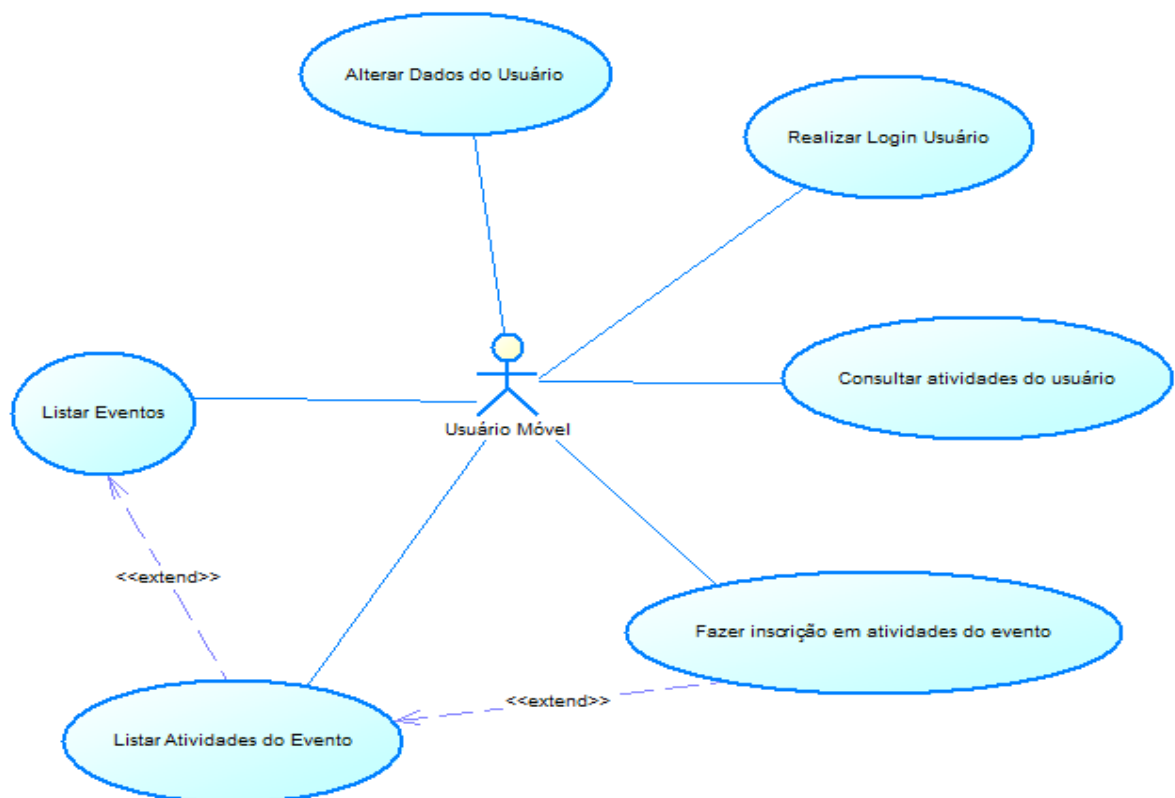 Alterar Dados do Usuário
Realizar Login Usuário
Consultar atividades do usuário
Listar Eventos
Usuário Móvel
<<extend>>
Fazer inscrição em atividades do evento
<<extend>>
Listar Atividades do Evento